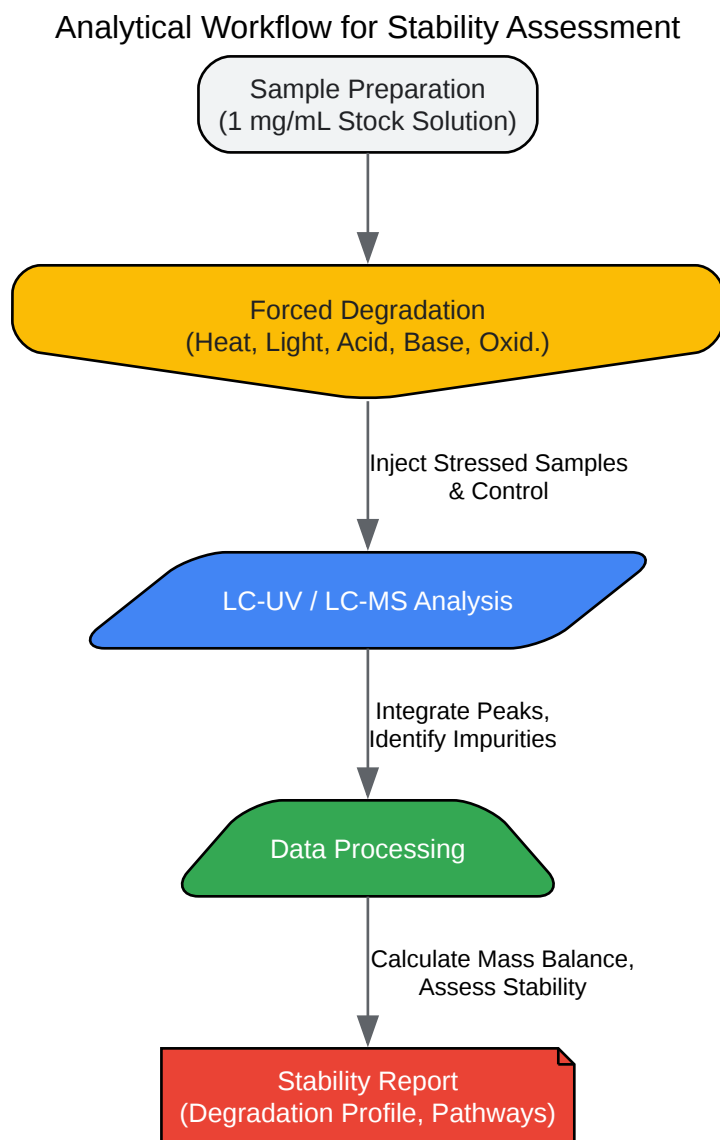 Analytical Workflow for Stability Assessment
Sample Preparation
(1 mg/mL Stock Solution)
Forced Degradation
(Heat, Light, Acid, Base, Oxid.)
Inject Stressed Samples
& Control
LC-UV / LC-MS Analysis
Integrate Peaks,
Identify Impurities
Data Processing
Calculate Mass Balance,
Assess Stability
Stability Report
(Degradation Profile, Pathways)